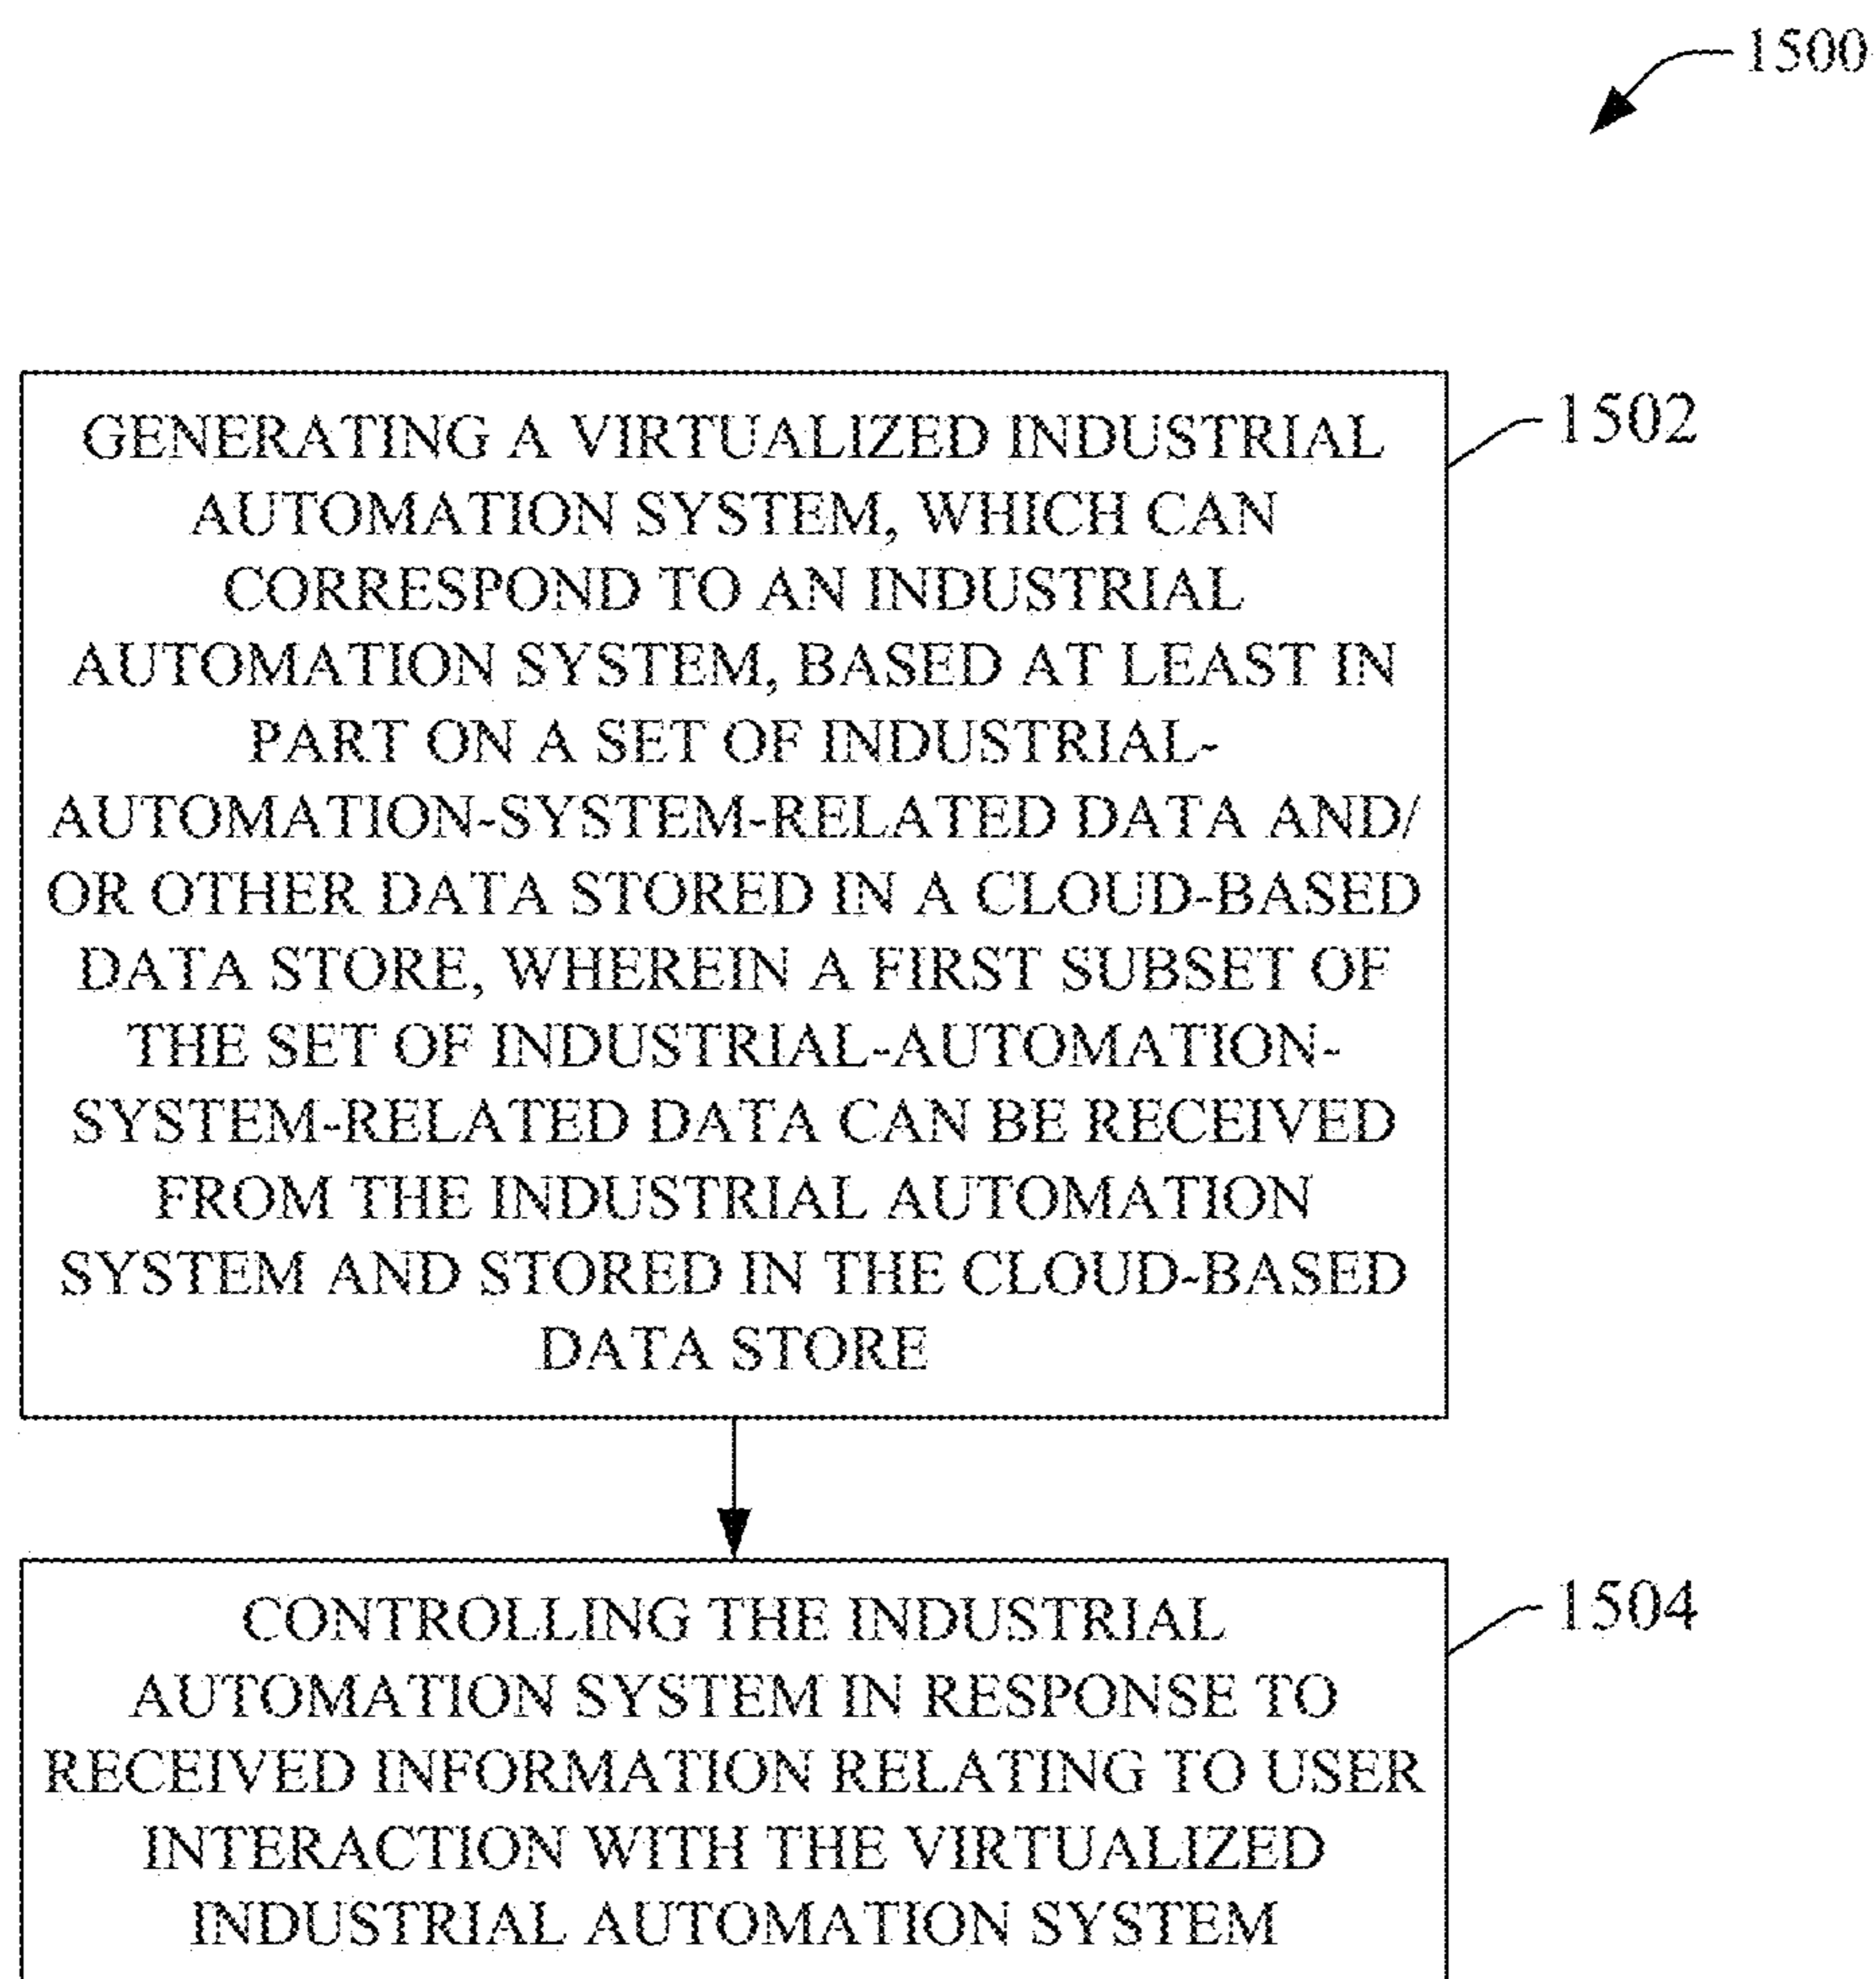 1500
GENERATING A VIRTUALIZED INDUSTRIAL
1502
AUTOMATION SYSTEM, WHICH CAN
CORRESPOND TO AN INDUSTRIAL
AUTOMATION SYSTEM, BASED AT LEAST IN
PART ON A SET OF INDUSTRIAL-
AUTOMATION-SYSTEM-RELATED DATA AND/
OR OTHER DATA STORED IN A CLOUD-BASED
DATA STORE, WHEREIN A FIRST SUBSET OF
THE SET OF INDUSTRIAL-AUTOMATION-
SYSTEM-RELATED DATA CAN BE RECEIVED
FROM THE INDUSTRIAL AUTOMATION
SYSTEM AND STORED IN THE CLOUD-BASED
DATA STORE
CONTROLLING THE INDUSTRIAL
1504
AUTOMATION SYSTEM IN RESPONSE TO
RECEIVED INFORMATION RELATING TO USER
INTERACTION WITH THE VIRTUALIZED
INDUSTRIAL AUTOMATION SYSTEM